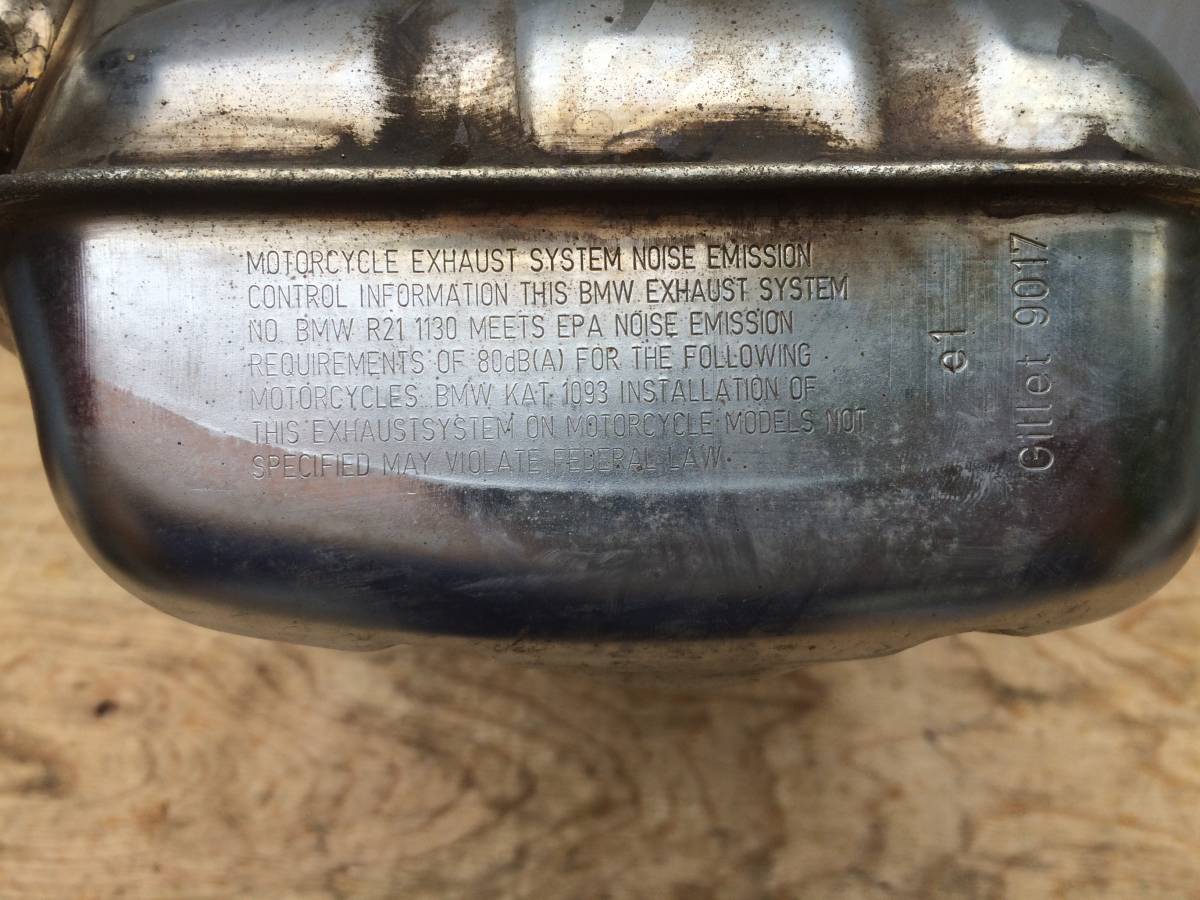 MOTORCYCLE EXHAUST SYSTEM NOISE EMISSION
CONTROL INFORMATION THIS BMW EXHAUST SYSTEM
NO. BMW R21 1130 MEETS EPA NOISE EMISSION
REQUIREMENTS OF 80dB(A) FOR THE FOLLOWING
MOTORCYCLES. BMW KAT 1093 INSTALLATION OF
THIS EXHAUSTSYSTEM ON MOTORCYCLE MODELS NOT
SPECIFIED MAY VIOLATE FEDERAL LAW.
e1
Gillet 9017